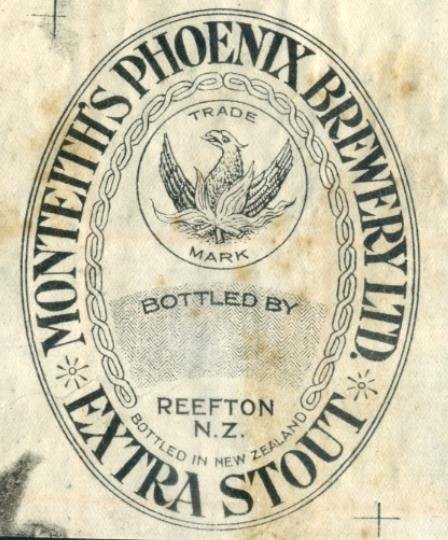 MONTEITH'S PHOENIX BREWERY LTD.
TRADE
MARK
BOTTLED BY
REEFTON
N.Z.
BOTTLED IN NEW ZEALAND
EXTRA STOUT